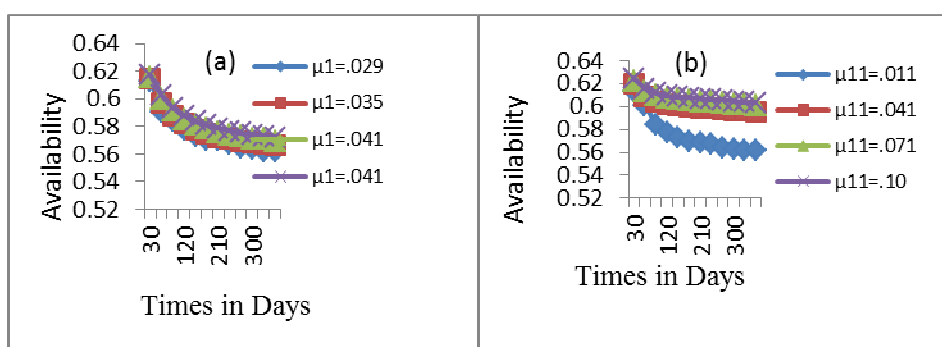 0.64
0.62
0.6
0.58
0.56
0.54
0.52
Availability
(a)
μ1=.029
μ1=.035
μ1=.041
μ1=.041
30
120
210
300
Times in Days
0.64
0.62
0.6
0.58
0.56
0.54
0.52
Availability
(b)
μ11=.011
μ11=.041
μ11=.071
μ11=.10
30
120
210
300
Times in Days